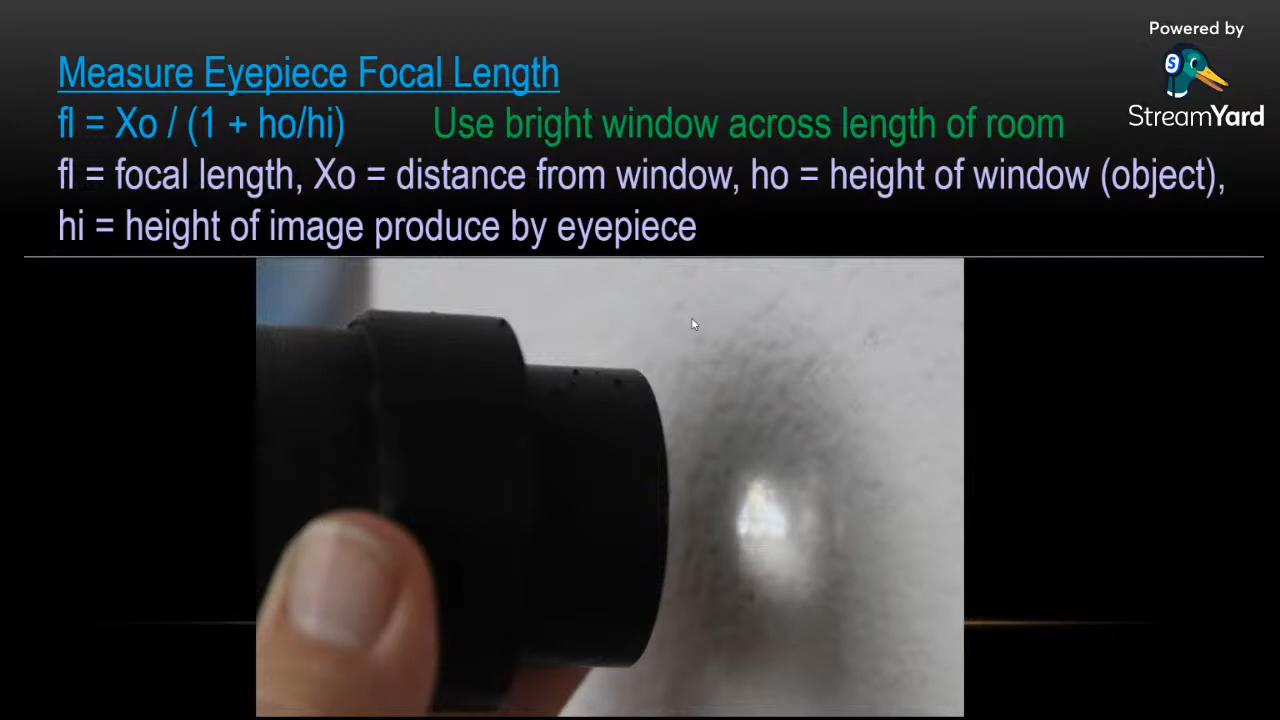 Powered by
StreamYard
Measure Eyepiece Focal Length
fl = Xo / (1 + ho/hi) Use bright window across length of room
fl = focal length, Xo = distance from window, ho = height of window (object),
hi = height of image produce by eyepiece